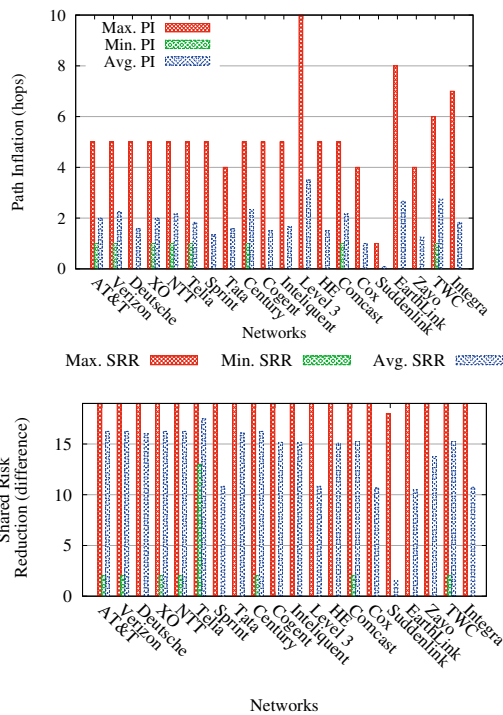 10
8
6
4
2
0
Path Inflation (hops)
Max. PI
Min. PI
Avg. PI
AT&T
Verizon
Deutsche
XO
NTT
Telia
Sprint
Tata
Century
Cogent
Inteliquent
Level 3
HE
Comcast
Cox
Suddenlink
EarthLink
Zayo
TWC
Integra
Networks
Max. SRR
Min. SRR
Avg. SRR
15
10
5
0
Shared Risk
Reduction (difference)
AT&T
Verizon
Deutsche
XO
NTT
Telia
Sprint
Tata
Century
Cogent
Inteliquent
Level 3
HE
Comcast
Cox
Suddenlink
EarthLink
Zayo
TWC
Integra
Networks